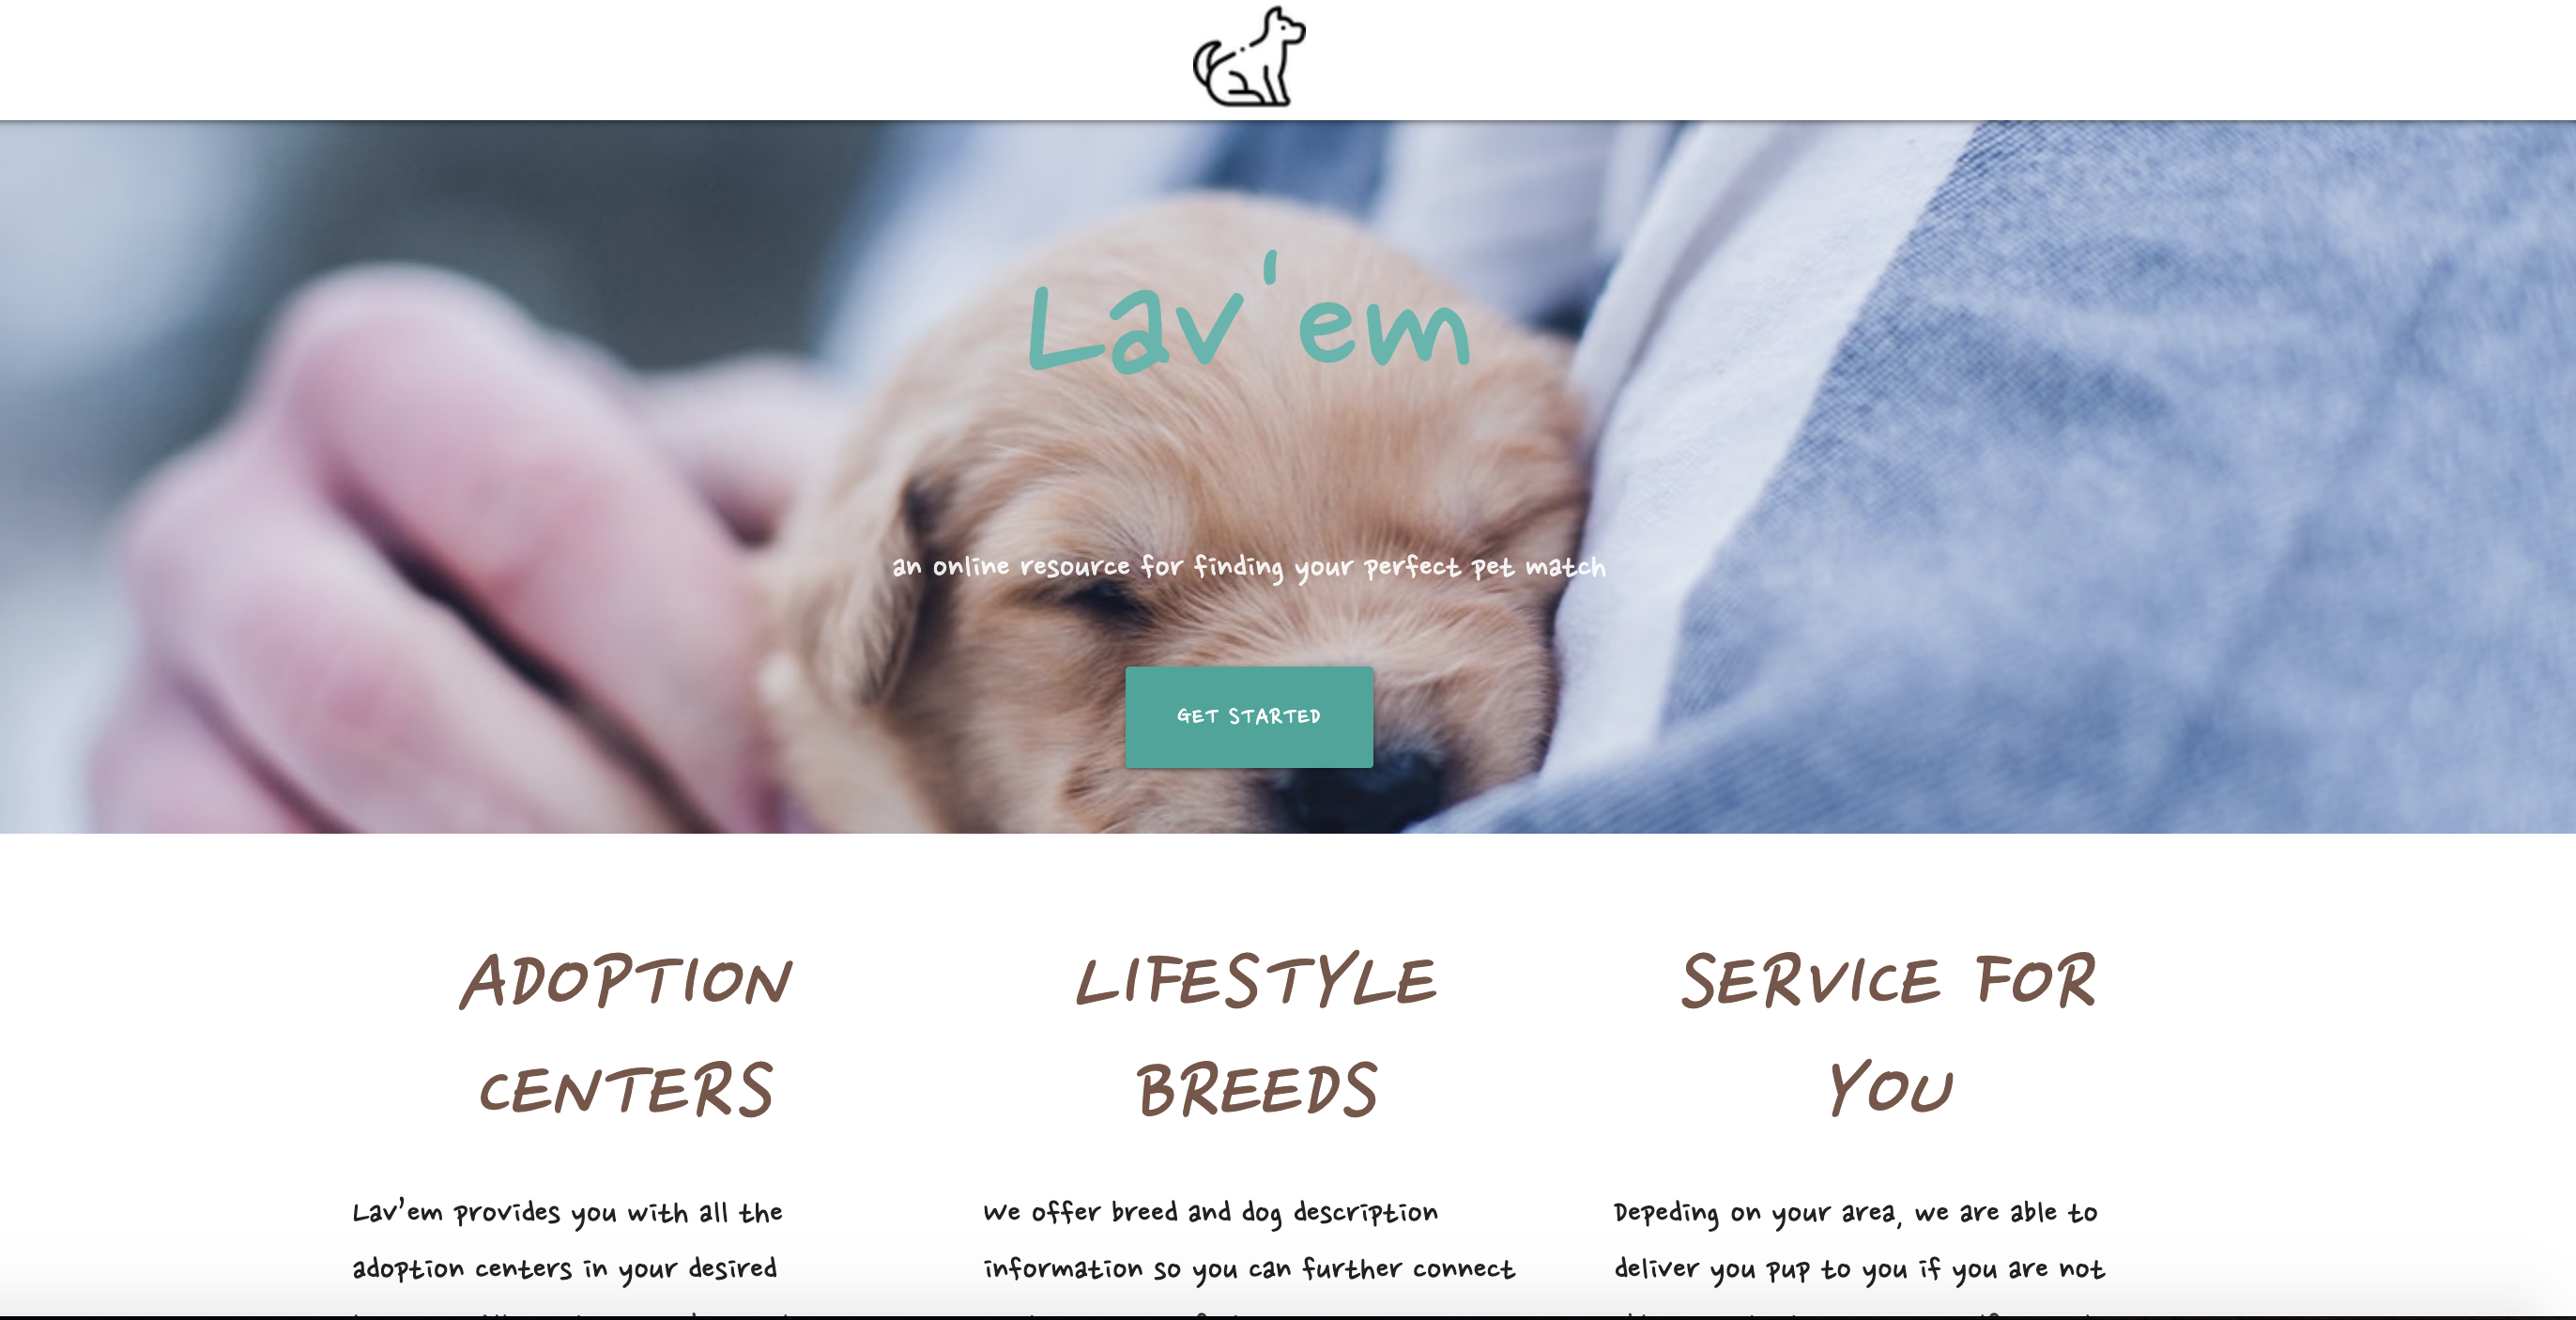 Lav'em
an online resource for finding your perfect pet match
GET STARTED
ADOPTION
CENTERS
Lav'em provides you with all the
adoption centers in your desired
LIFESTYLE
BREEDS
We offer breed and dog description
information so you can further connect
SERVICE FOR
YOU
Depeding on your area, we are able to
deliver you pup to you if you are not